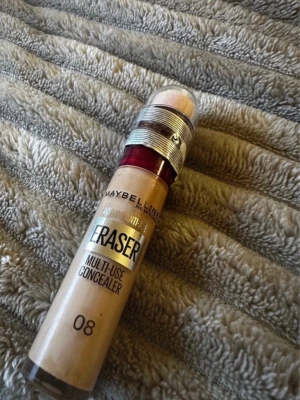 MAYBELLINE
ERASER
MULTI-USE
CONCEALER
08